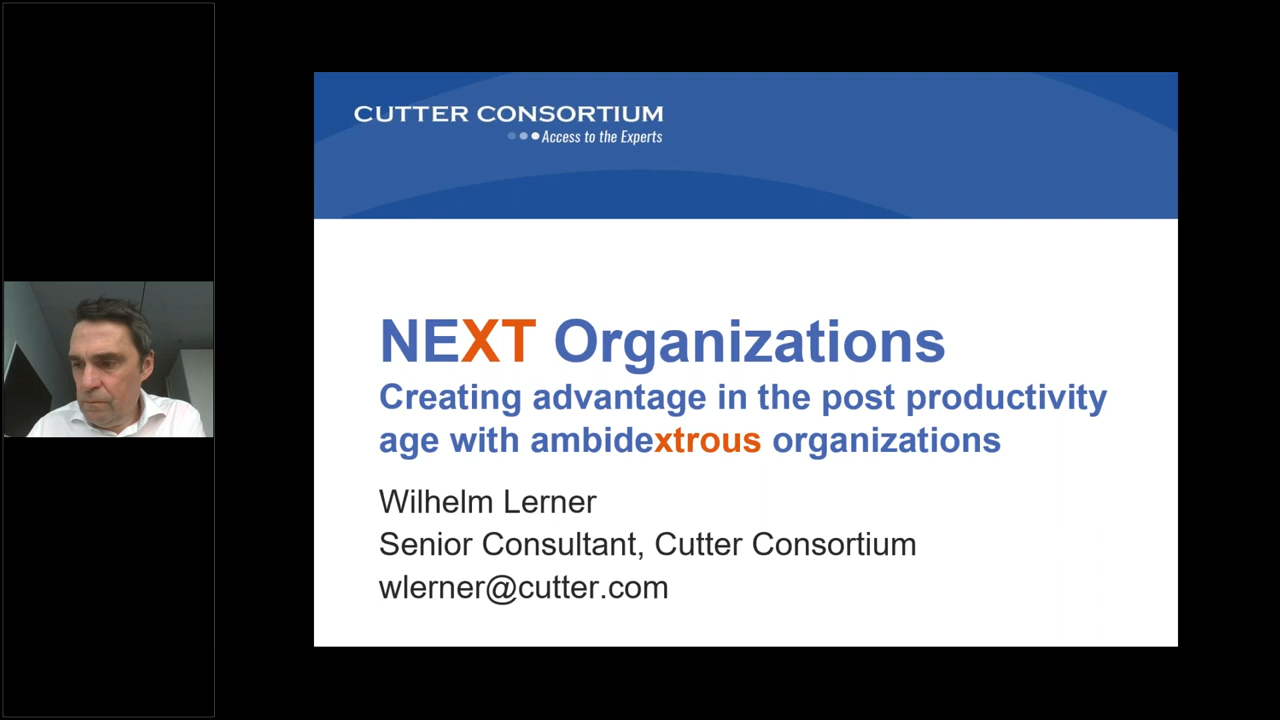 CUTTER CONSORTIUM
Access to the Experts
NEXT Organizations
Creating advantage in the post productivity
age with ambidextrous organizations
Wilhelm Lerner
Senior Consultant, Cutter Consortium
wlerner@cutter.com